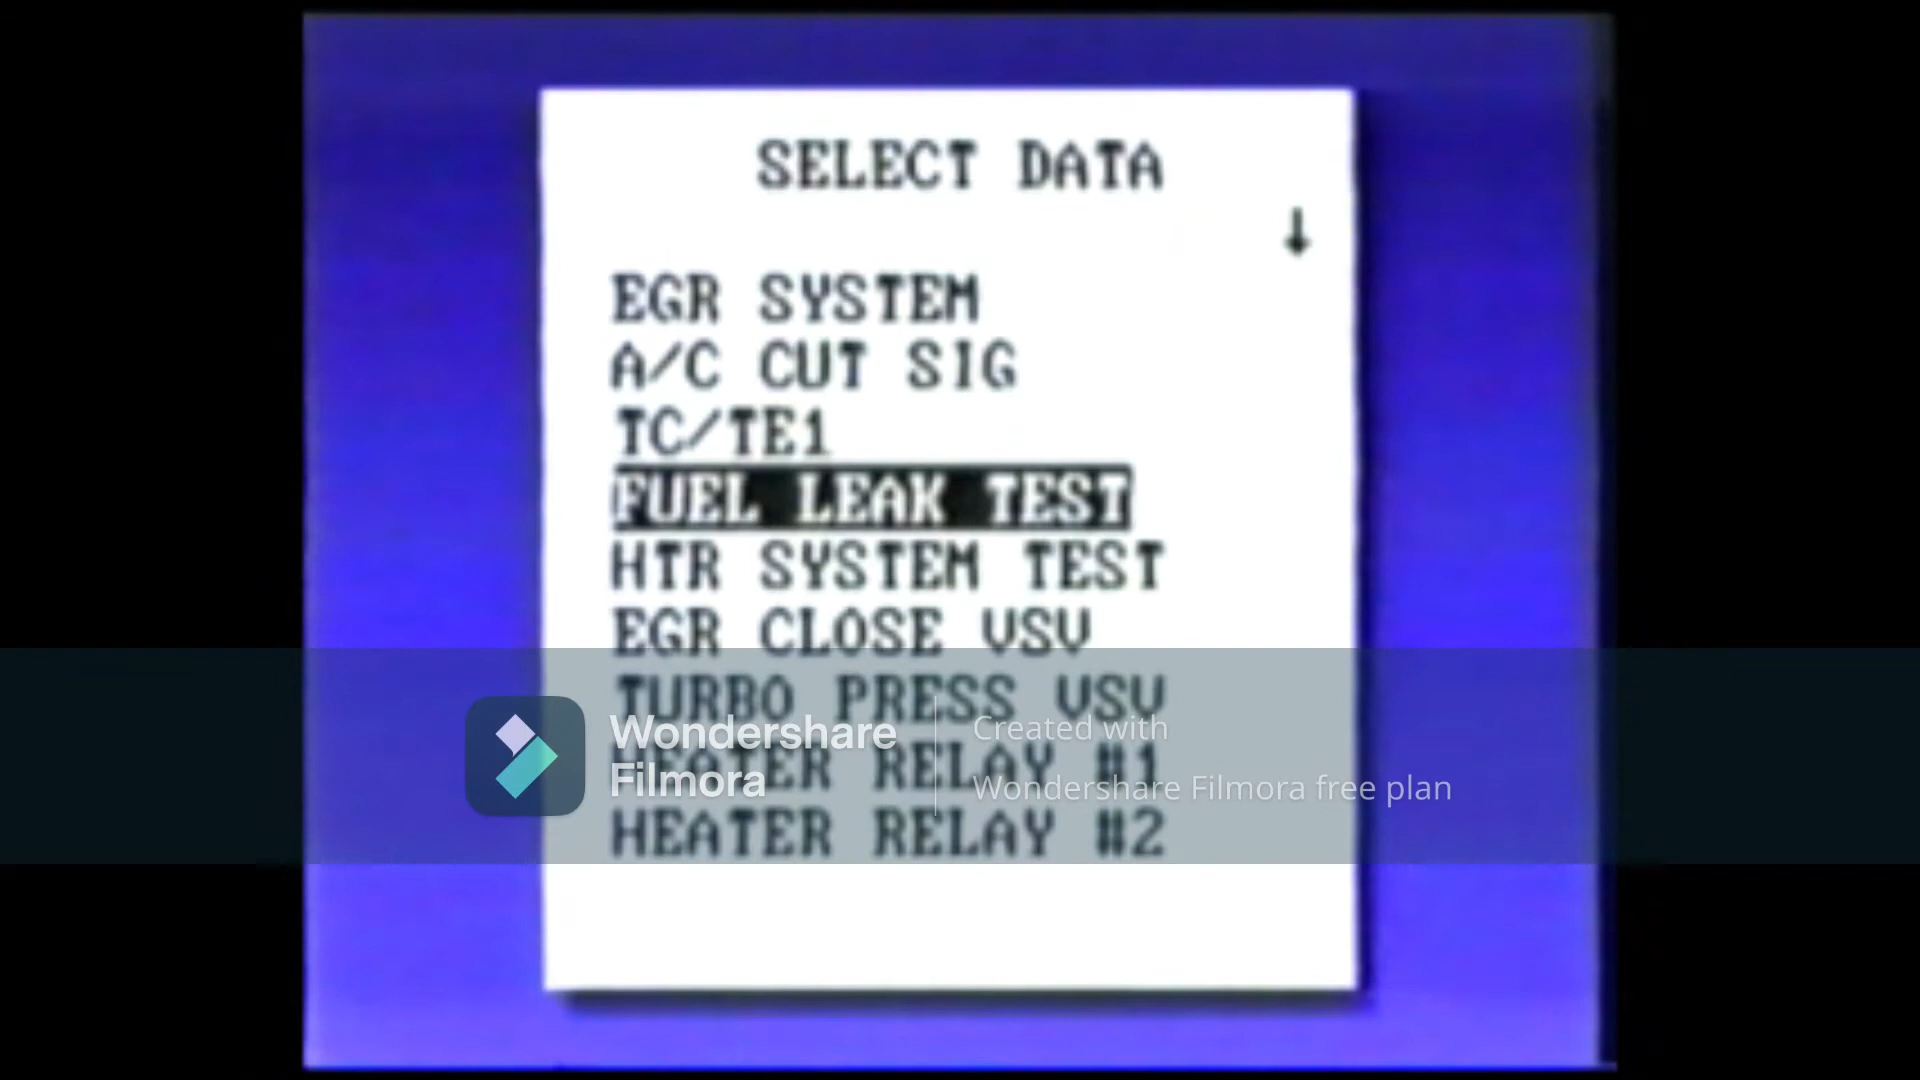 SELECT DATA
↓
EGR SYSTEM
A/C CUT SIG
TC/TE1
FUEL LEAK TEST
HTR SYSTEM TEST
EGR CLOSE VSV
TURBO PRESS VSV
HEATER RELAY #1
HEATER RELAY #2
Wondershare
Filmora
Created with
Wondershare Filmora free plan